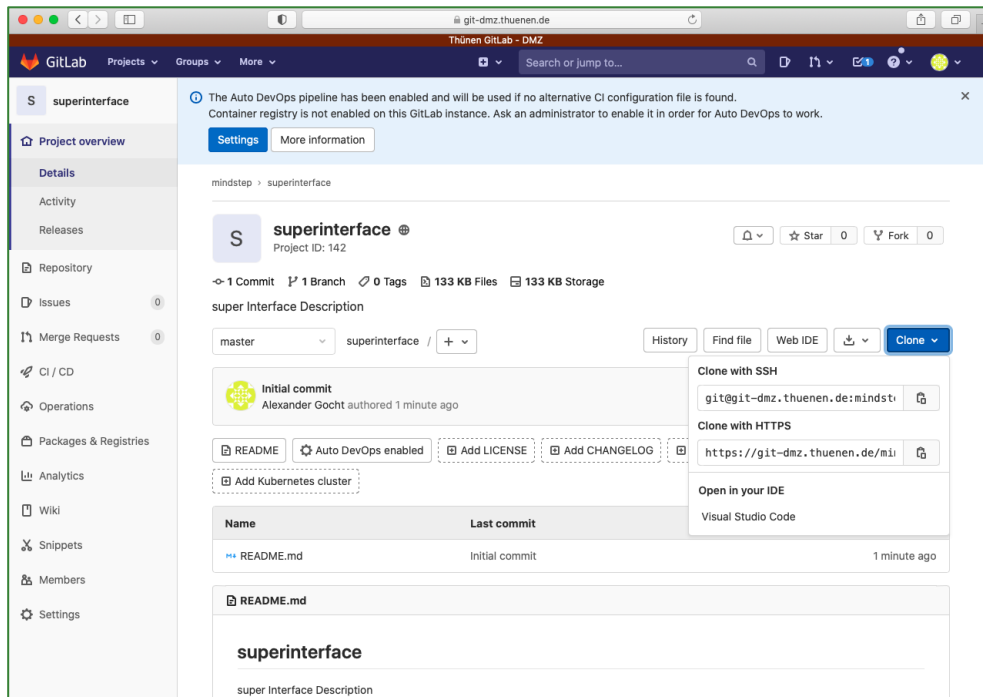 git-dmz.thuenen.de
Thünen GitLab - DMZ
GitLab Projects Groups More Search or jump to... 1
S superinterface
Project overview
Details
Activity
Releases
Repository
Issues 0
Merge Requests 0
CI / CD
Operations
Packages & Registries
Analytics
Wiki
Snippets
Members
Settings
The Auto DevOps pipeline has been enabled and will be used if no alternative CI configuration file is found.
Container registry is not enabled on this GitLab instance. Ask an administrator to enable it in order for Auto DevOps to work.
Settings More information
mindstep › superinterface
S
superinterface
Project ID: 142
Star 0 Fork 0
1 Commit 1 Branch 0 Tags 133 KB Files 133 KB Storage
super Interface Description
master superinterface / + History Find file Web IDE Clone
Initial commit
Alexander Gocht authored 1 minute ago
Clone with SSH
git@git-dmz.thuenen.de:mindst
Clone with HTTPS
https://git-dmz.thuenen.de/mi
Open in your IDE
Visual Studio Code
README Auto DevOps enabled Add LICENSE Add CHANGELOG
Add Kubernetes cluster
Name Last commit
README.md Initial commit 1 minute ago
README.md
superinterface
super Interface Description